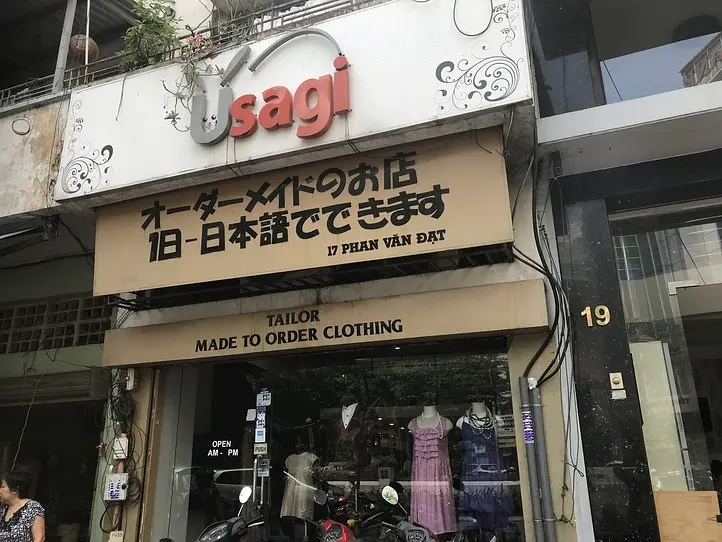 Usagi
オーダーメイドのお店
1日-日本語でできます
17 PHAN VĂN ĐẠT
TAILOR
MADE TO ORDER CLOTHING
19
OPEN
AM - PM
PUSH